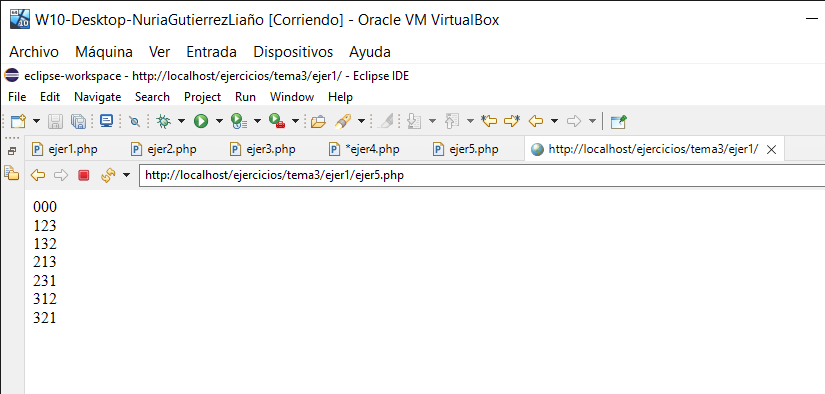 W10-Desktop-NuriaGutierrezLiaño [Corriendo] - Oracle VM VirtualBox
Archivo Máquina Ver Entrada Dispositivos Ayuda
eclipse-workspace - http://localhost/ejercicios/tema3/ejer1/ - Eclipse IDE
File Edit Navigate Search Project Run Window Help
ejer1.php ejer2.php ejer3.php *ejer4.php ejer5.php http://localhost/ejercicios/tema3/ejer1/
http://localhost/ejercicios/tema3/ejer1/ejer5.php
000
123
132
213
231
312
321